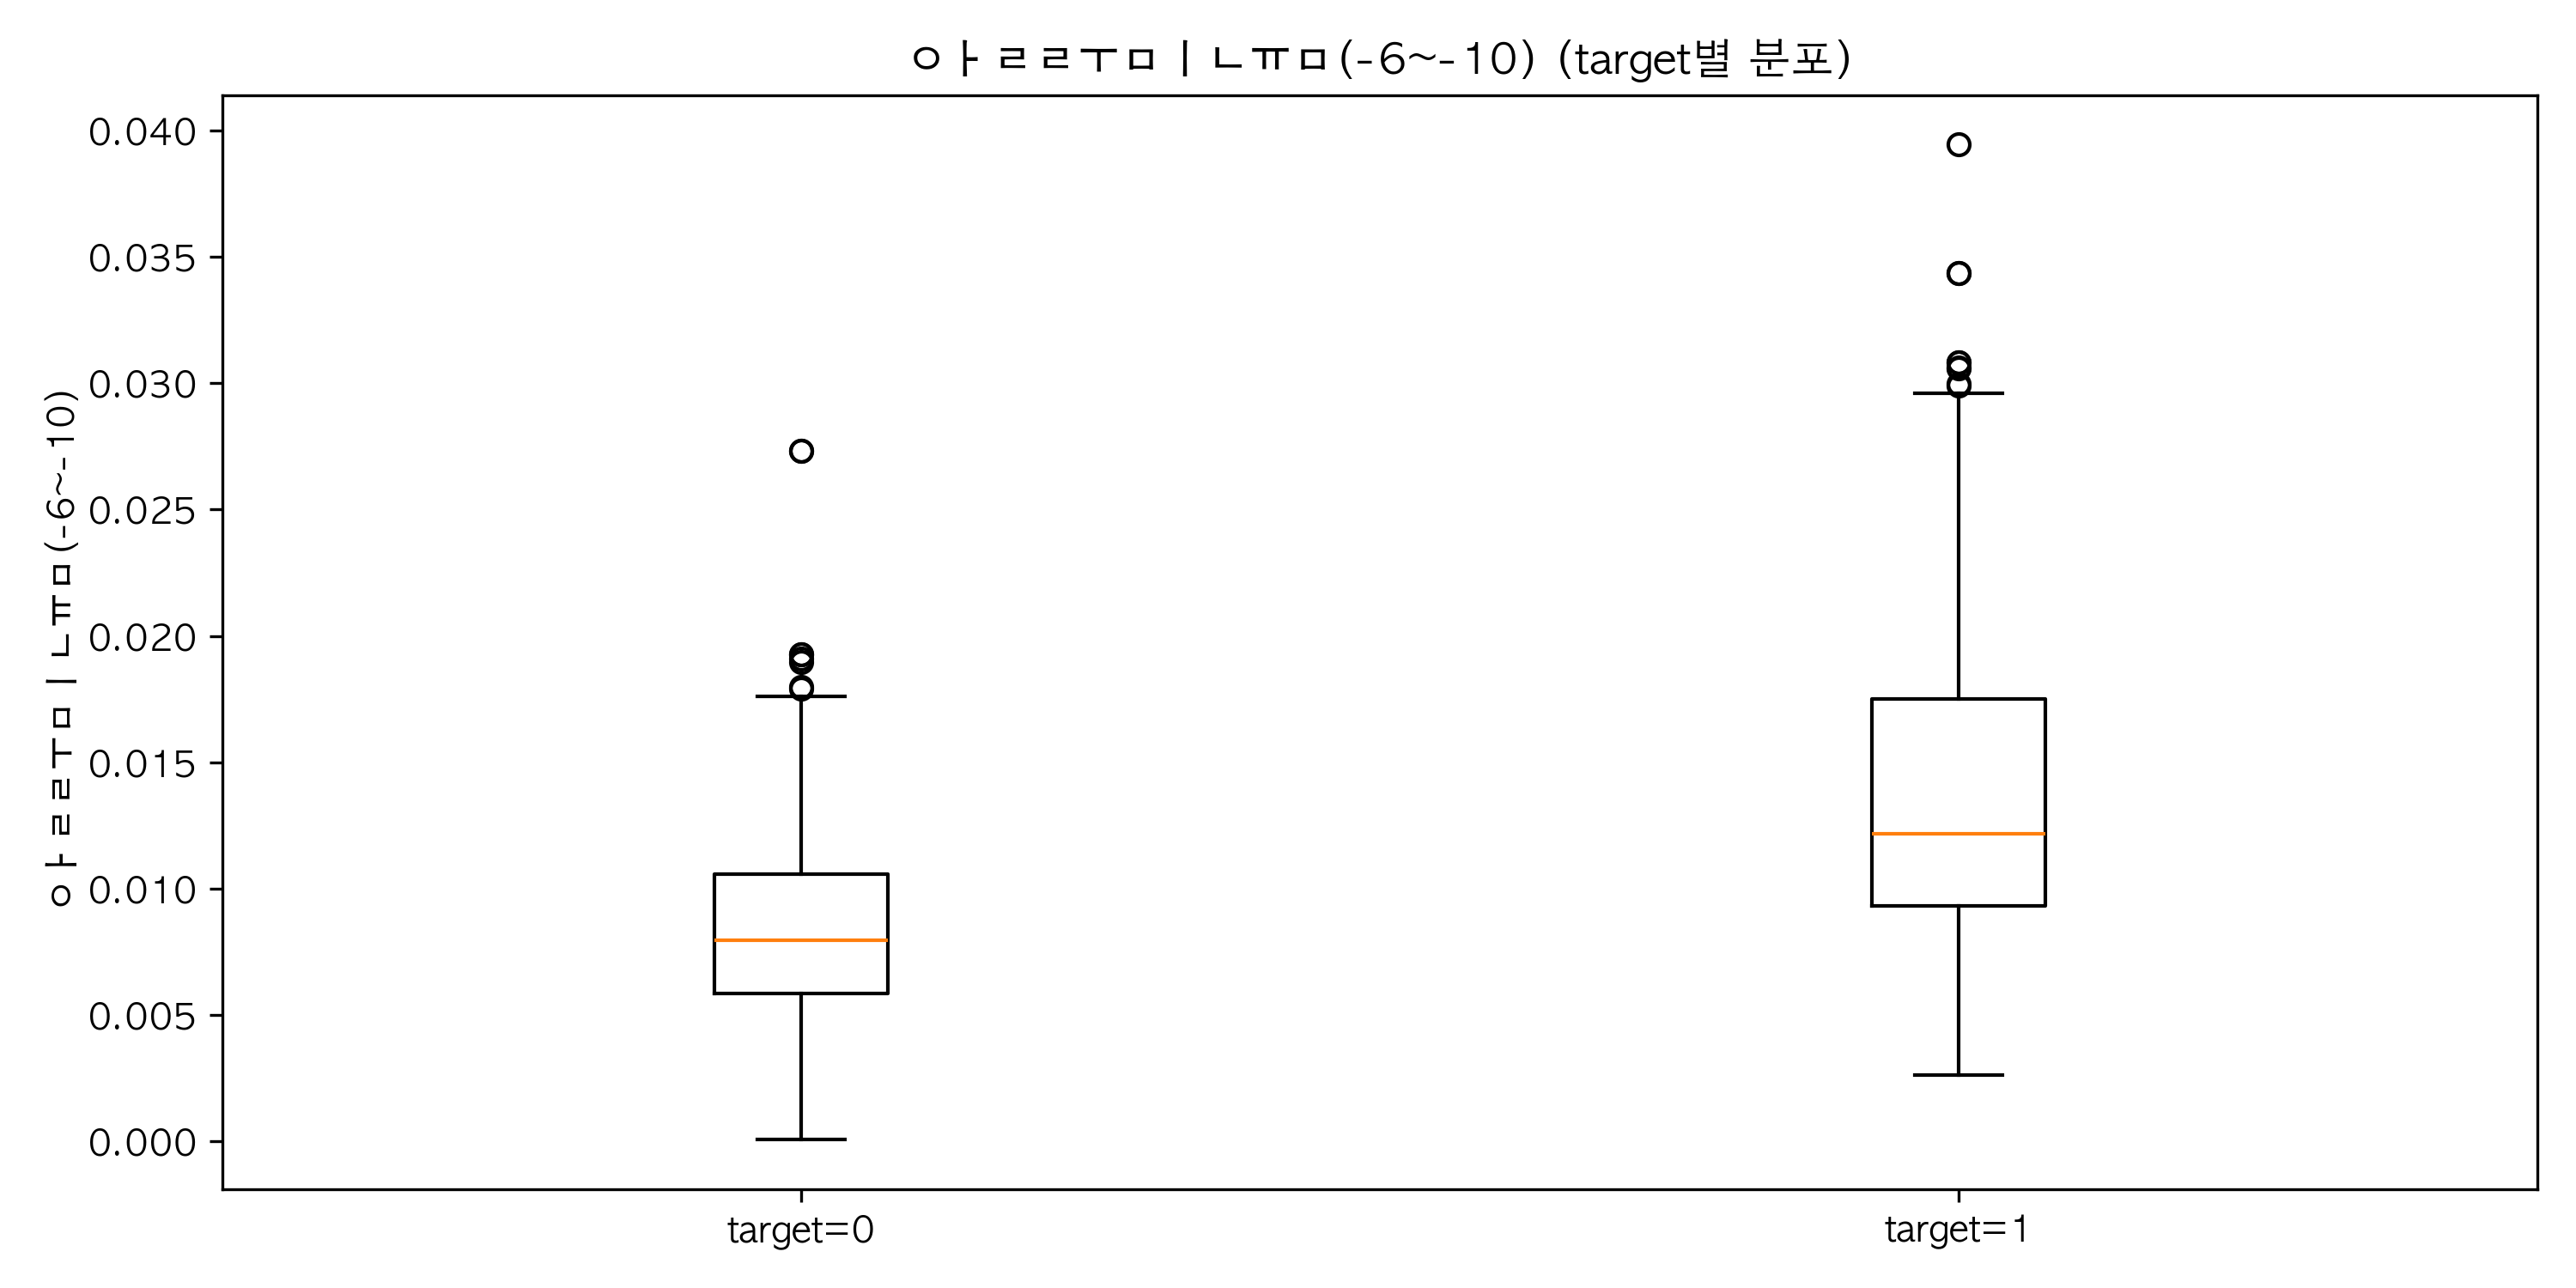 ㅇㅏㄹㄹㅜㅁㅣㄴㅠㅁ(-6~-10) (target별 분포)
ㅇㅏㄹㄹㅜㅁㅣㄴㅠㅁ(-6~-10)
0.040
0.035
0.030
0.025
0.020
0.015
0.010
0.005
0.000
target=0
target=1